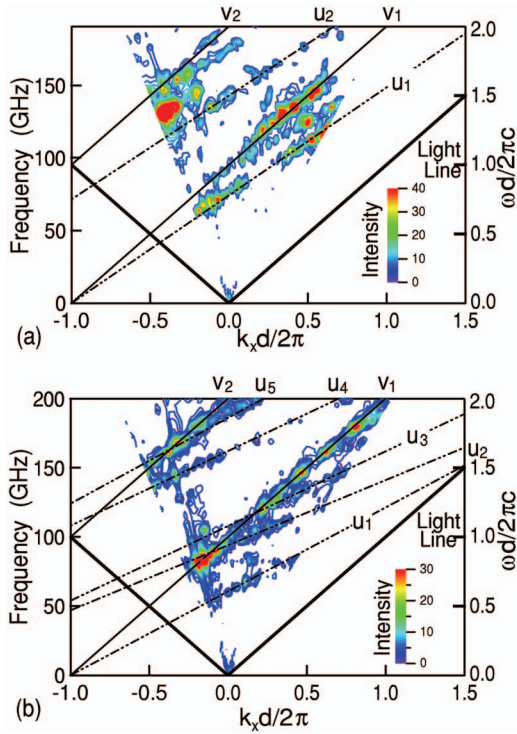 v2 u2 v1
2.0
150
u1
1.5
Frequency (GHz)
100
Light
Line
1.0
ωd/2πc
50
40
30
20
10
0
Intensity
0.5
0
0.0
-1.0 -0.5 0.0 0.5 1.0 1.5
(a)
kxd/2π
v2 u5 u4 v1
200
2.0
u3
u2
150
1.5
u1
Frequency (GHz)
100
Light
Line
1.0
ωd/2πc
50
30
20
10
0
Intensity
0.5
0
0.0
-1.0 -0.5 0.0 0.5 1.0 1.5
(b)
kxd/2π